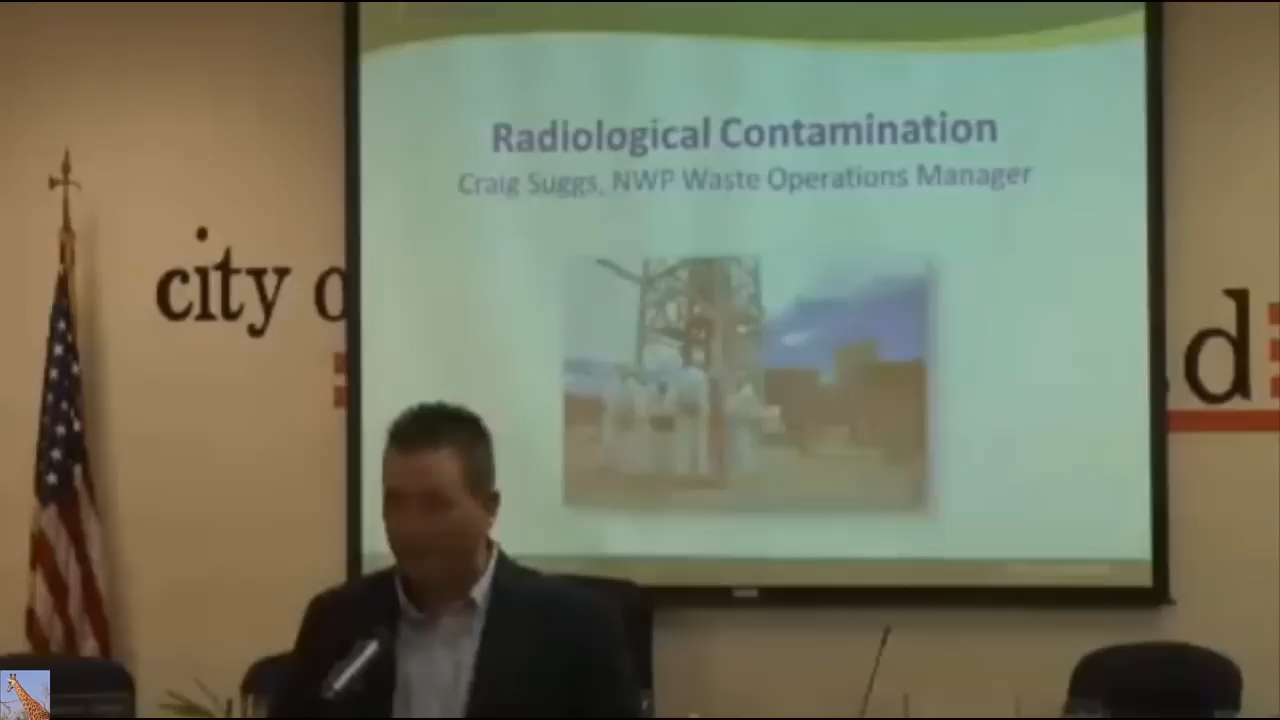 Radiological Contamination
Craig Suggs, NWP Waste Operations Manager
city o
d